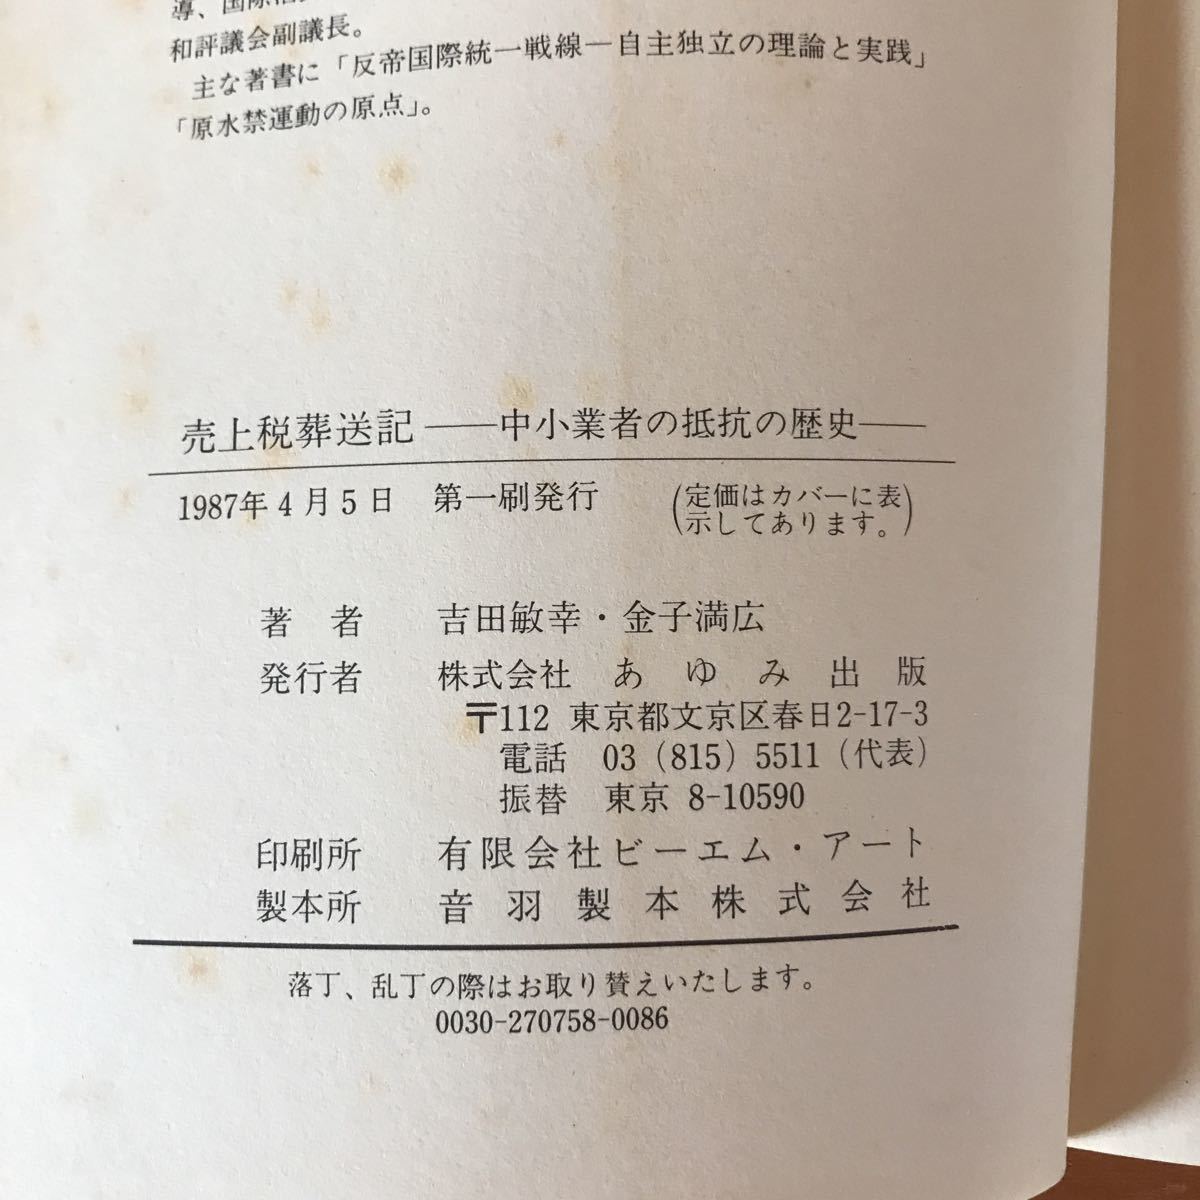 導、国際
和評議会副議長。
主な著書に「反帝国際統一戦線—自主独立の理論と実践」
「原水禁運動の原点」。
売上税葬送記——中小業者の抵抗の歴史——
1987年4月5日 第一刷発行 (定価はカバーに表
示してあります。)
著者 吉田敏幸・金子満広
発行者 株式会社 あゆみ出版
〒112 東京都文京区春日2-17-3
電話 03(815)5511(代表)
振替 東京 8-10590
印刷所 有限会社ビーエム・アート
製本所 音羽製本株式会社
落丁、乱丁の際はお取り賛えいたします。
0030-270758-0086